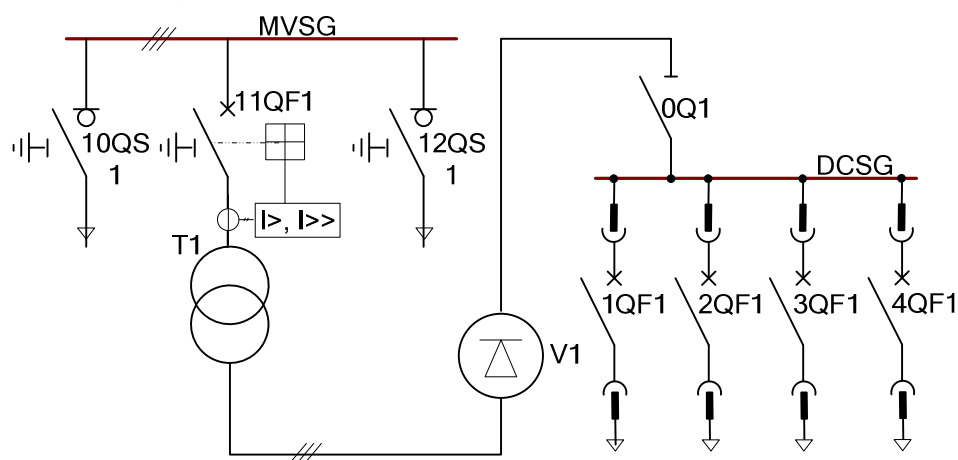 MVSG
11QF1
10QS
1
12QS
1
I>, I>>
T1
V1
0Q1
DCSG
1QF1
2QF1
3QF1
4QF1